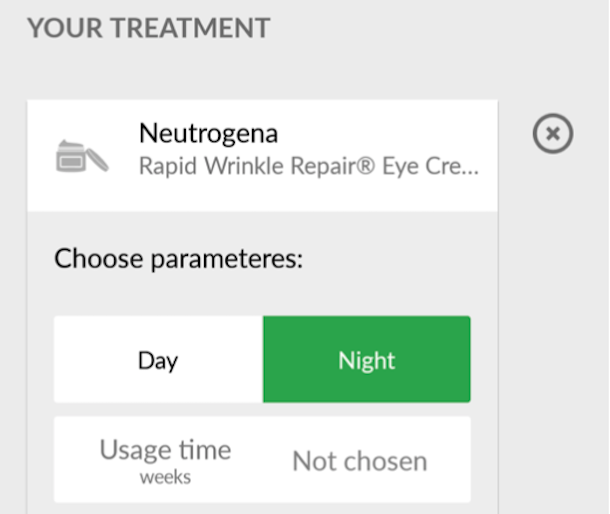 YOUR TREATMENT
Neutrogena
Rapid Wrinkle Repair® Eye Cre...
Choose parameteres:
Day Night
Usage time Not chosen
weeks